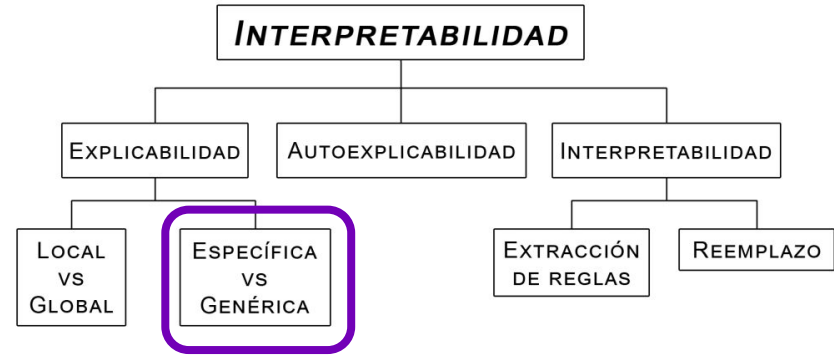 INTERPRETABILIDAD
EXPLICABILIDAD
AUTOEXPLICABILIDAD
INTERPRETABILIDAD
LOCAL
VS
GLOBAL
ESPECÍFICA
VS
GENÉRICA
EXTRACCIÓN
DE REGLAS
REEMPLAZO